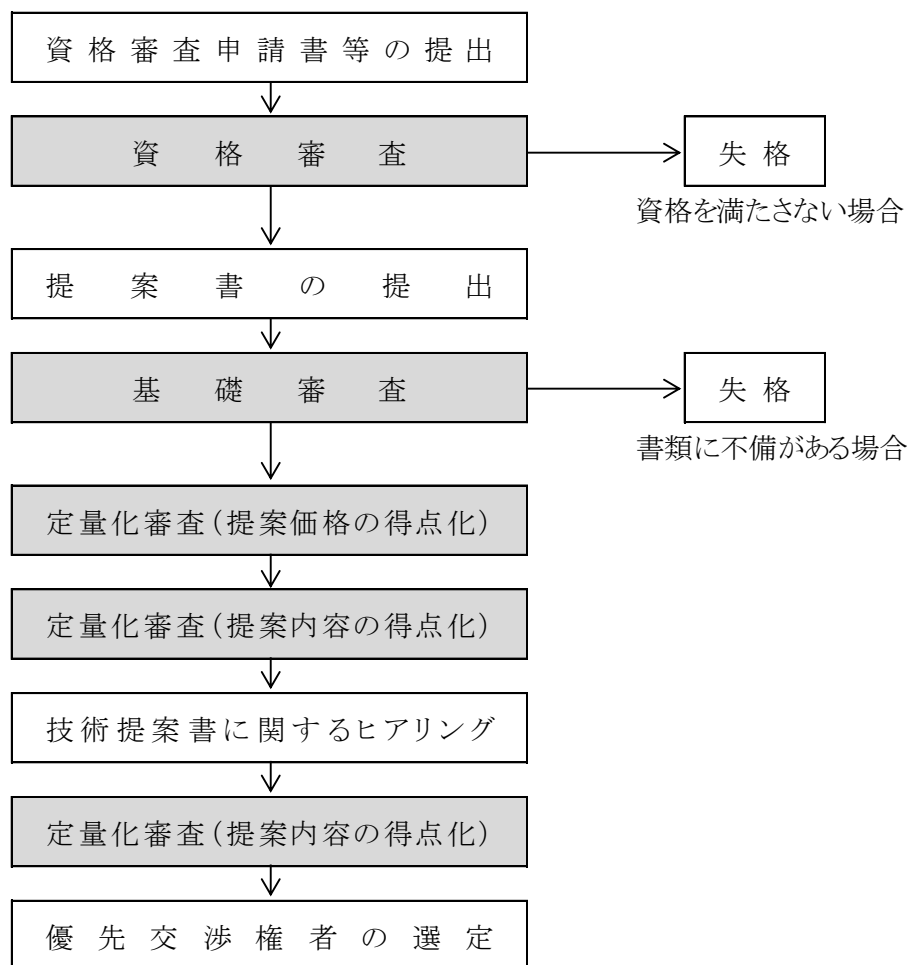 資格審査申請書等の提出
資格審査
失格
資格を満たさない場合
提案書の提出
基礎審査
失格
書類に不備がある場合
定量化審査(提案価格の得点化)
定量化審査(提案内容の得点化)
技術提案書に関するヒアリング
定量化審査(提案内容の得点化)
優先交渉権者の選定